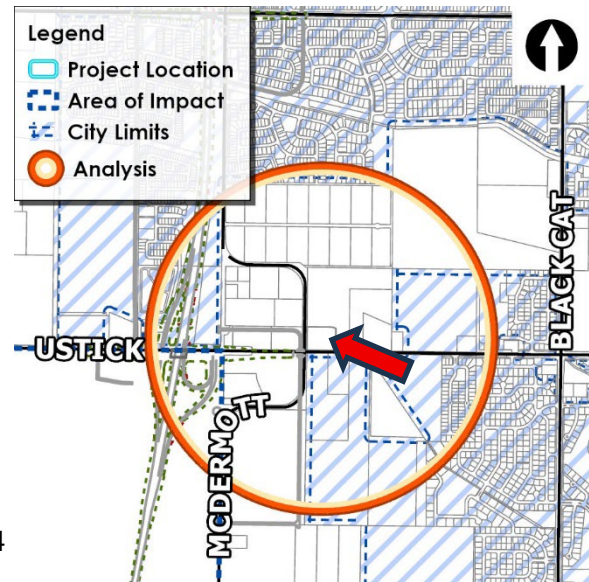 Legend
Project Location
Area of Impact
City Limits
Analysis
USTICK
MCDERMOTT
BLACK CAT
4